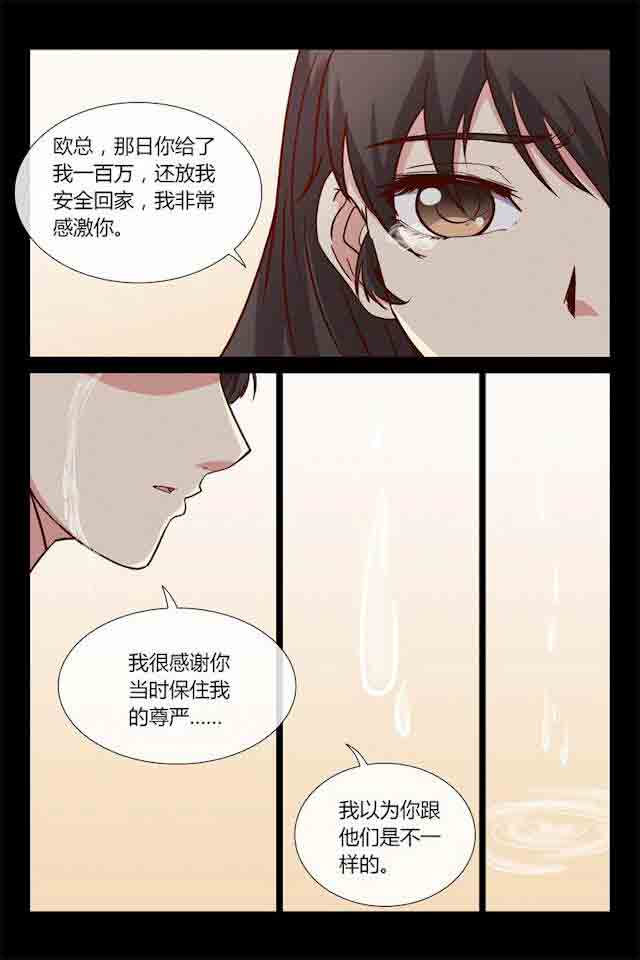 欧总，那日你给了
我一百万，还放我
安全回家，我非常
感激你。
我很感谢你
当时保住我
的尊严……
我以为你跟
他们是不一
样的。